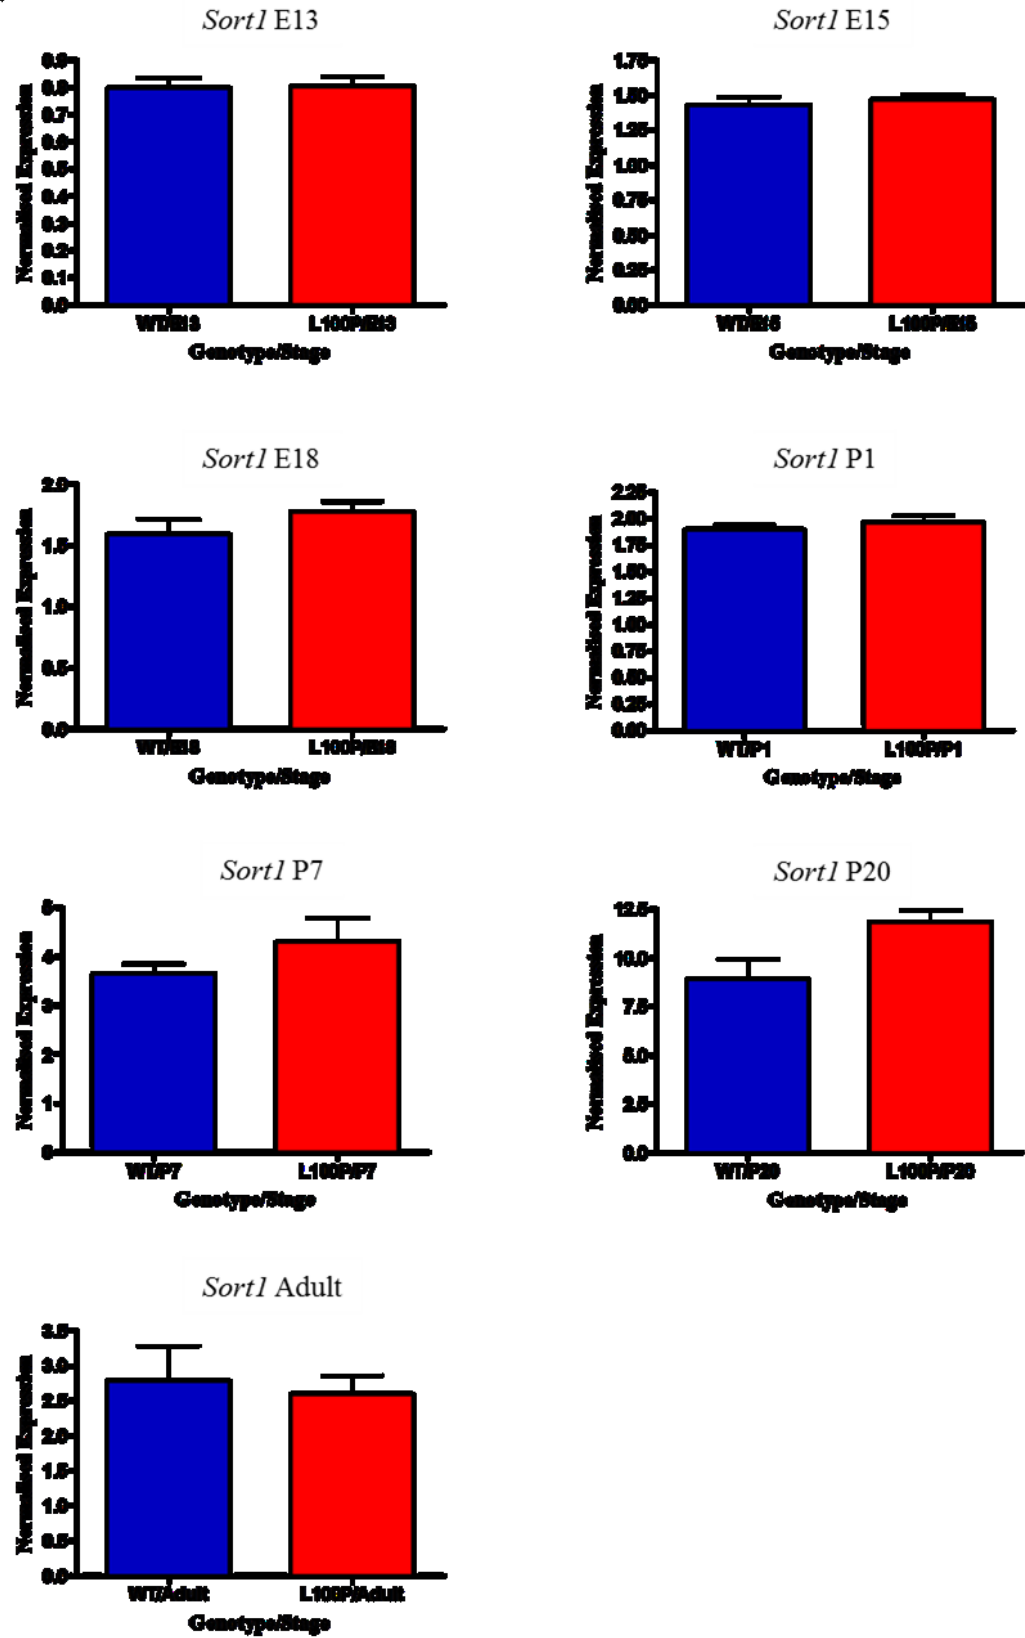 Sort1 E13
Normalised Expression
0.9
0.8
0.7
0.6
0.5
0.4
0.3
0.2
0.1
0.0
WT/E13
L100P/E13
Genotype/Stage
Sort1 E15
Normalised Expression
1.75
1.50
1.25
1.00
0.75
0.50
0.25
0.00
WT/E15
L100P/E15
Genotype/Stage
Sort1 E18
Normalised Expression
2.0
1.5
1.0
0.5
0.0
WT/E18
L100P/E18
Genotype/Stage
Sort1 P1
Normalised Expression
2.25
2.00
1.75
1.50
1.25
1.00
0.75
0.50
0.25
0.00
WT/P1
L100P/P1
Genotype/Stage
Sort1 P7
Normalised Expression
5
4
3
2
1
0
WT/P7
L100P/P7
Genotype/Stage
Sort1 P20
Normalised Expression
12.5
10.0
7.5
5.0
2.5
0.0
WT/P20
L100P/P20
Genotype/Stage
Sort1 Adult
Normalised Expression
3.5
3.0
2.5
2.0
1.5
1.0
0.5
0.0
WT/Adult
L100P/Adult
Genotype/Stage